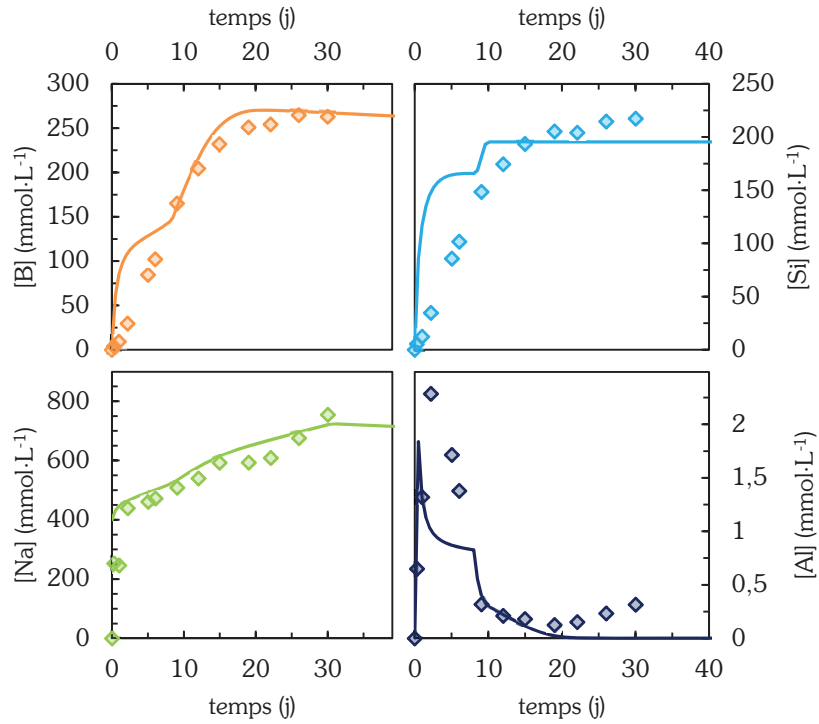 temps (j) temps (j)
0 10 20 30 0 10 20 30 40
300 250 200 150 100 50 0
[B] (mmol·L⁻¹)
250 200 150 100 50 0
[Si] (mmol·L⁻¹)
800 600 400 200 0
[Na] (mmol·L⁻¹)
2 1,5 1 0,5 0
[Al] (mmol·L⁻¹)
0 10 20 30 0 10 20 30 40
temps (j) temps (j)